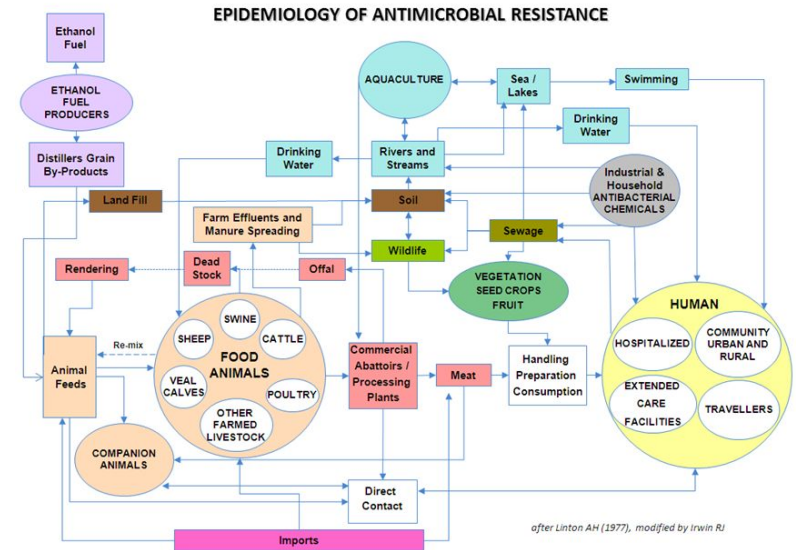 EPIDEMIOLOGY OF ANTIMICROBIAL RESISTANCE
Ethanol
Fuel
ETHANOL
FUEL
PRODUCERS
Distillers Grain
By-Products
AQUACULTURE
Sea /
Lakes
Swimming
Drinking
Water
Drinking
Water
Rivers and
Streams
Industrial &
Household
ANTIBACTERIAL
CHEMICALS
Land Fill
Soil
Farm Effluents and
Manure Spreading
Sewage
Wildlife
Rendering
Dead
Stock
Offal
VEGETATION
SEED CROPS
FRUIT
HUMAN
HOSPITALIZED
COMMUNITY
URBAN AND
RURAL
EXTENDED
CARE
FACILITIES
TRAVELLERS
Re-mix
Animal
Feeds
SWINE
SHEEP
CATTLE
FOOD
ANIMALS
VEAL
CALVES
POULTRY
OTHER
FARMED
LIVESTOCK
Commercial
Abattoirs /
Processing
Plants
Meat
Handling
Preparation
Consumption
COMPANION
ANIMALS
Direct
Contact
Imports
after Linton AH (1977), modified by Irwin RJ